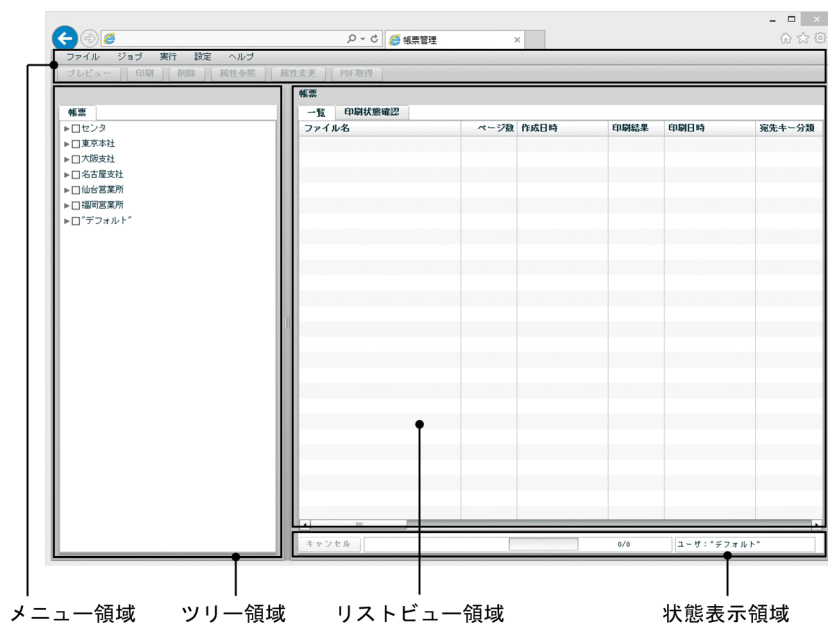 帳票管理
ファイル ジョブ 実行 設定 ヘルプ
プレビュー 印刷 削除 属性参照 属性変更 PDF取得
帳票
帳票
一覧 印刷状態確認
ファイル名 ページ数 作成日時 印刷結果 印刷日時 宛先キー分類
センタ
東京本社
大阪支社
名古屋支社
仙台営業所
福岡営業所
"デフォルト"
キャンセル 0/0 ユーザ:"デフォルト"
メニュー領域 ツリー領域 リストビュー領域 状態表示領域